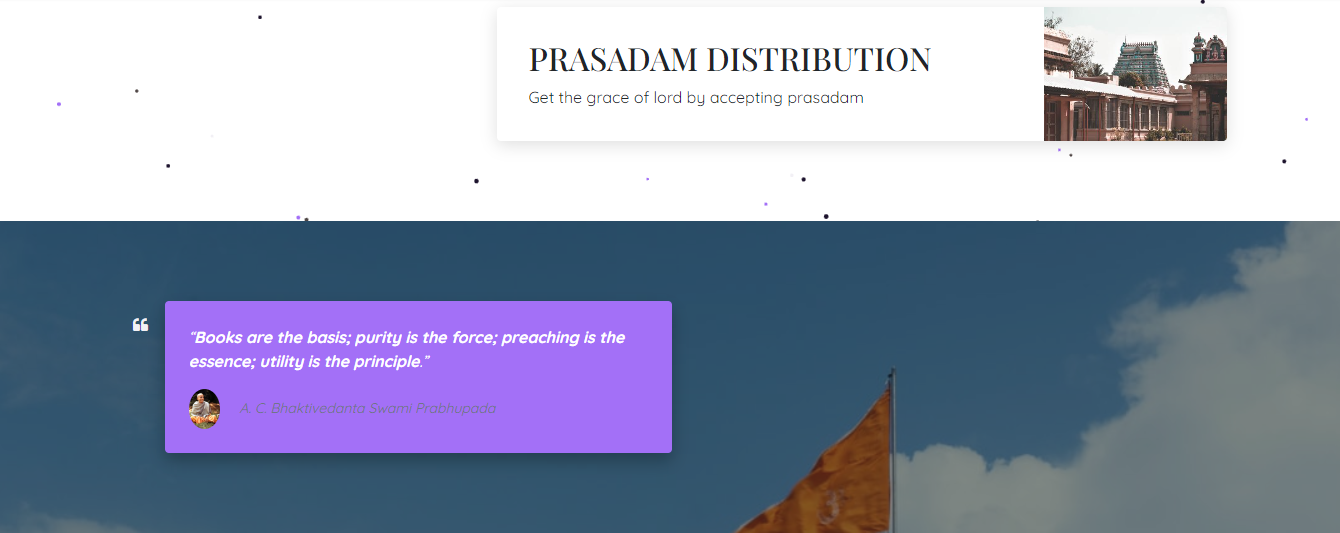 PRASADAM DISTRIBUTION
Get the grace of lord by accepting prasadam
“Books are the basis; purity is the force; preaching is the
essence; utility is the principle.”
A. C. Bhaktivedanta Swami Prabhupada